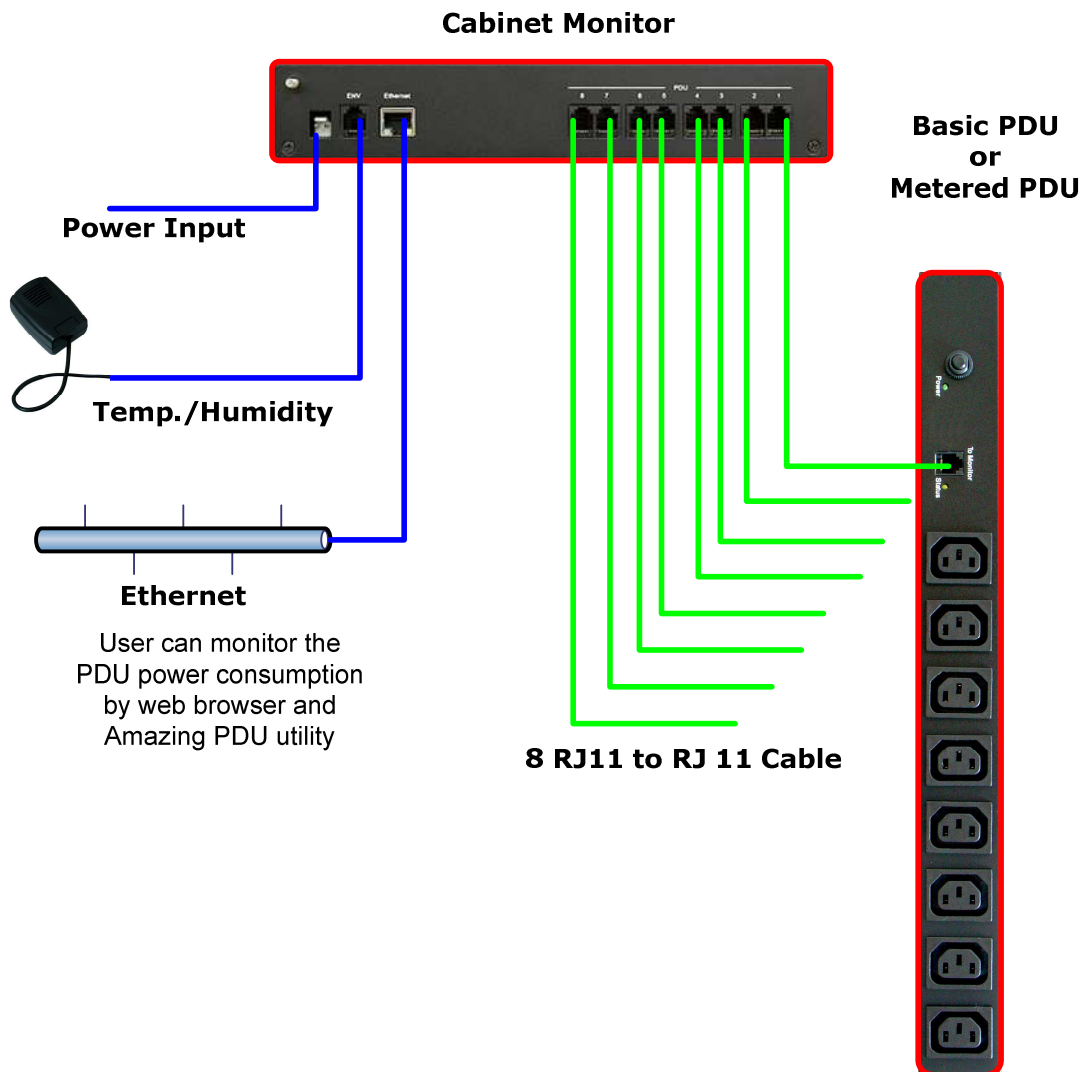 Cabinet Monitor
ENV
Ethernet
PDU
8 7 6 5 4 3 2 1
Basic PDU
or
Metered PDU
Power Input
Temp./Humidity
Power
To Monitor
Status
Ethernet
User can monitor the
PDU power consumption
by web browser and
Amazing PDU utility
8 RJ11 to RJ 11 Cable